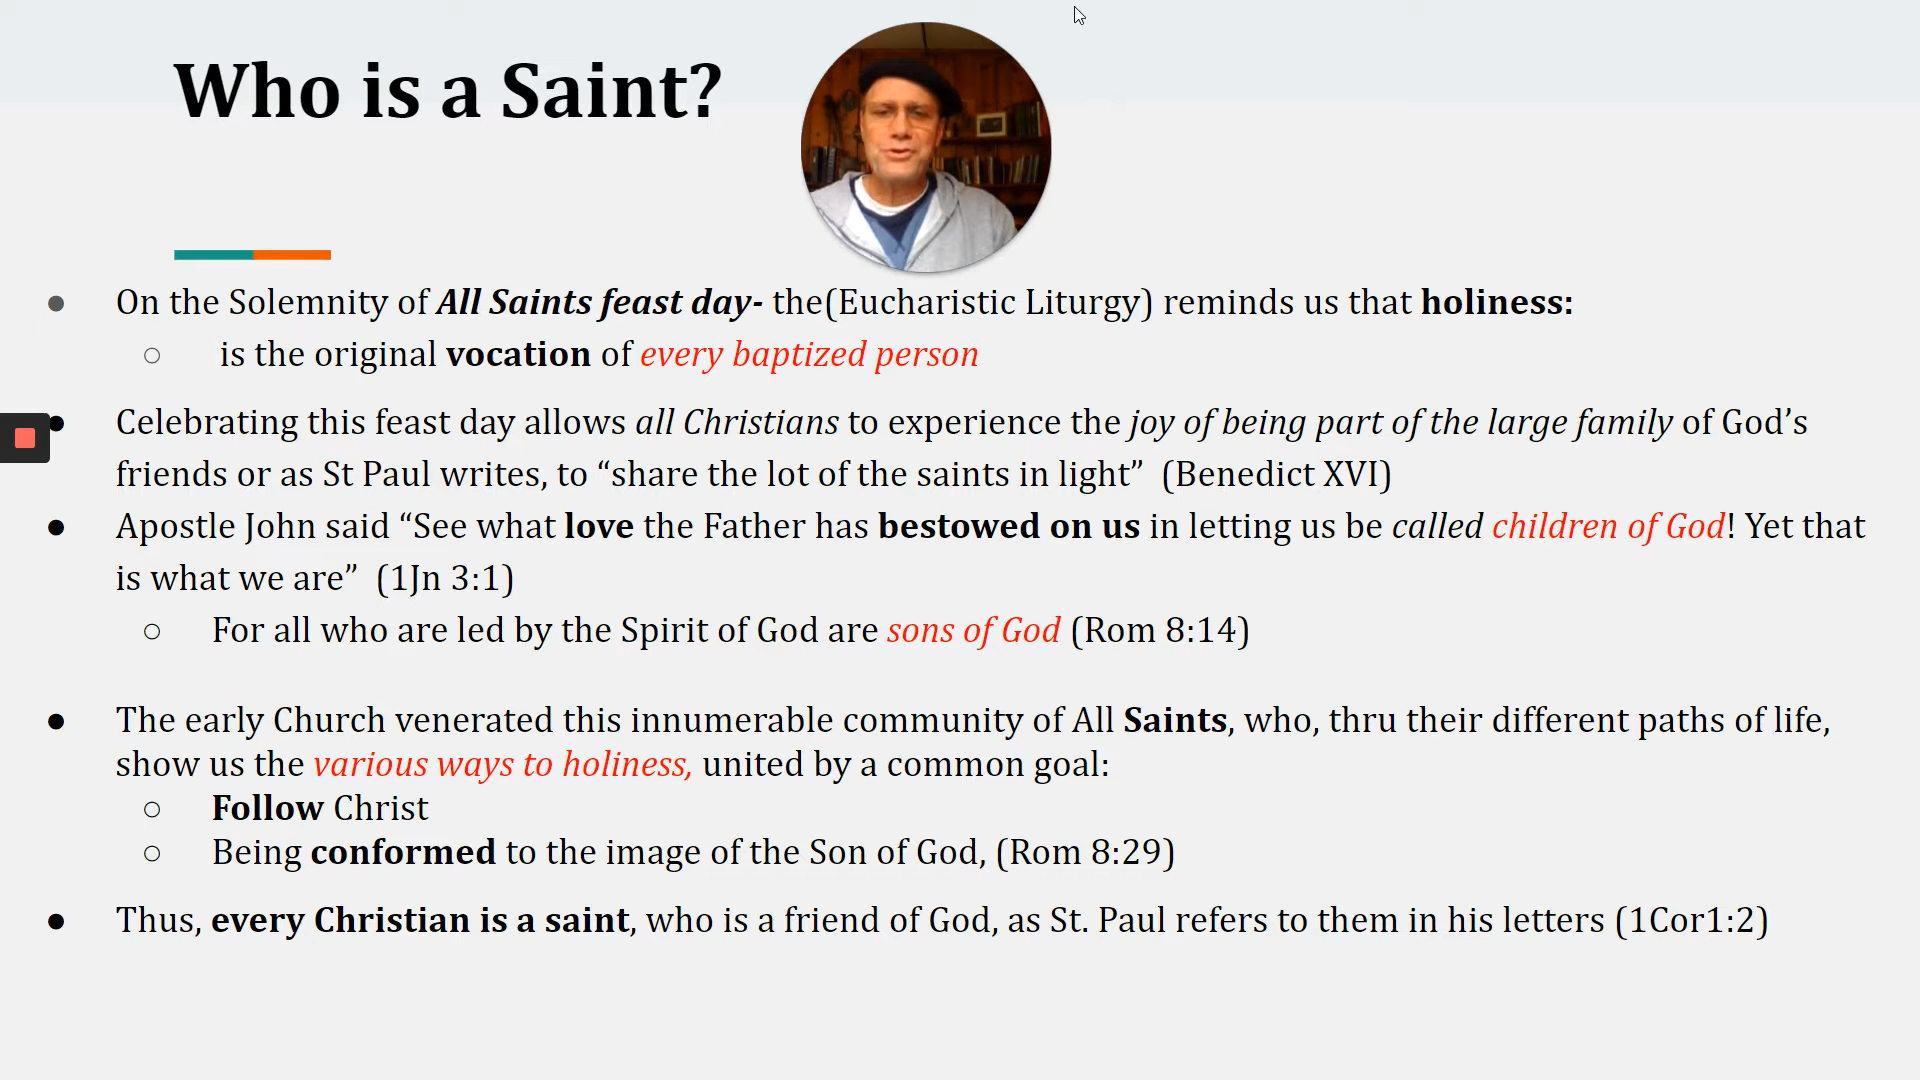 Who is a Saint?
● On the Solemnity of All Saints feast day- the(Eucharistic Liturgy) reminds us that holiness:
○ is the original vocation of every baptized person
● Celebrating this feast day allows all Christians to experience the joy of being part of the large family of God’s
friends or as St Paul writes, to “share the lot of the saints in light” (Benedict XVI)
● Apostle John said “See what love the Father has bestowed on us in letting us be called children of God! Yet that
is what we are” (1Jn 3:1)
○ For all who are led by the Spirit of God are sons of God (Rom 8:14)
● The early Church venerated this innumerable community of All Saints, who, thru their different paths of life,
show us the various ways to holiness, united by a common goal:
○ Follow Christ
○ Being conformed to the image of the Son of God, (Rom 8:29)
● Thus, every Christian is a saint, who is a friend of God, as St. Paul refers to them in his letters (1Cor1:2)